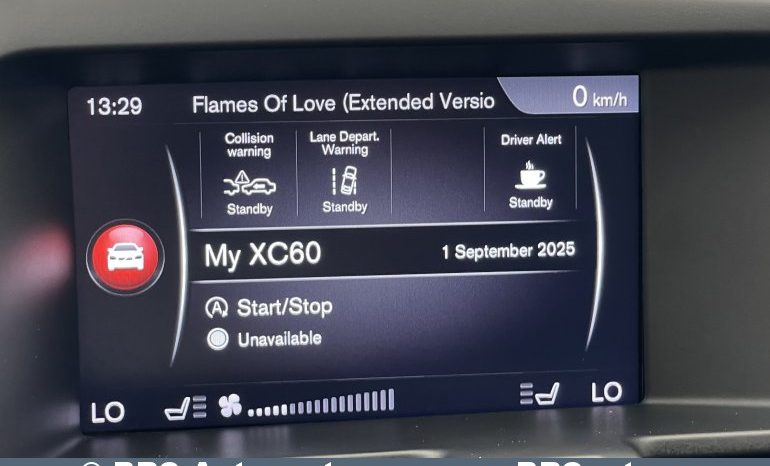 13:29
Flames Of Love (Extended Versio
0 km/h
Collision
warning
Standby
Lane Depart.
Warning
Standby
Driver Alert
Standby
My XC60
1 September 2025
A Start/Stop
Unavailable
LO
LO